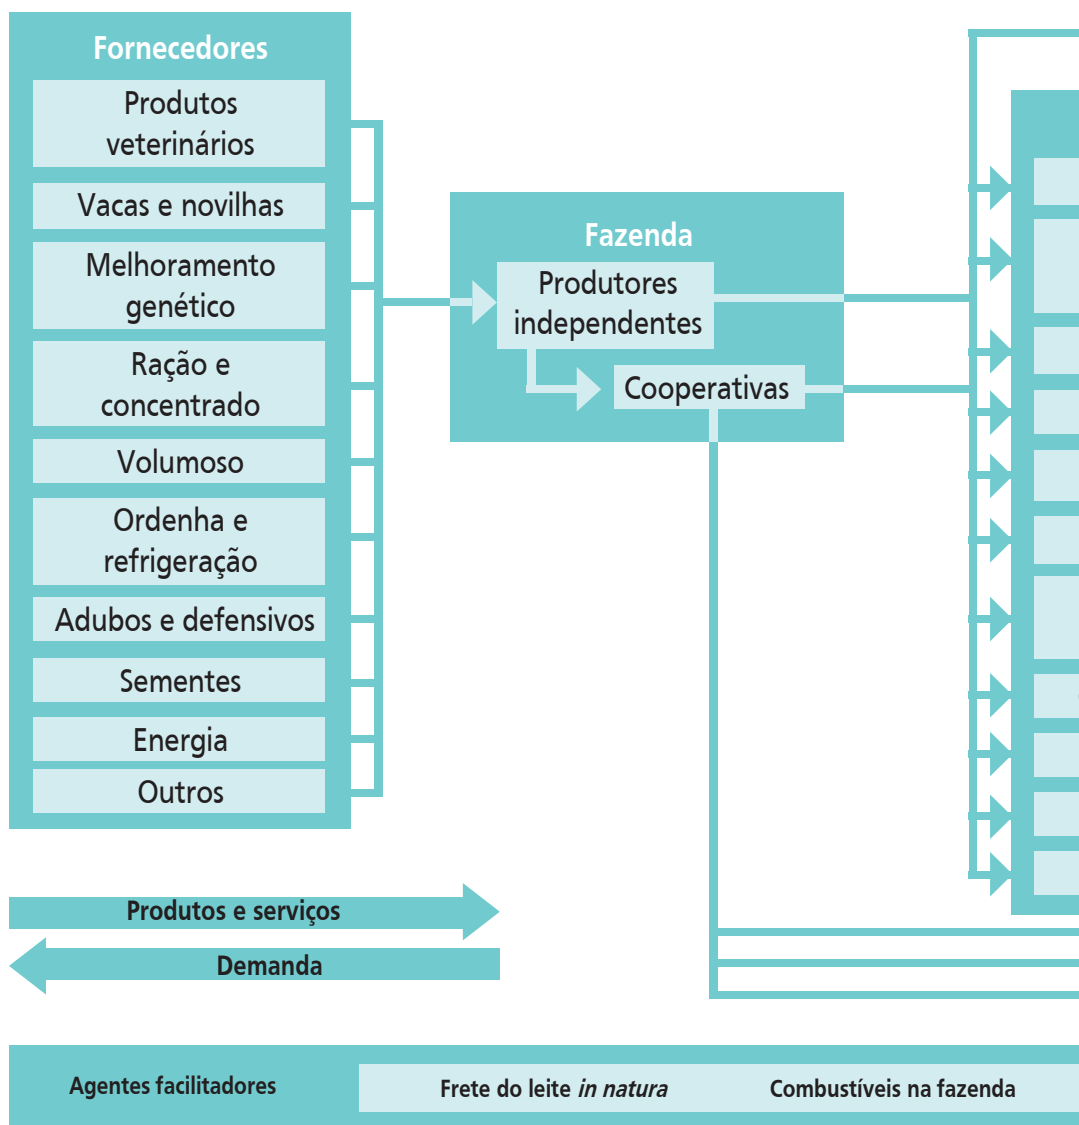 Fornecedores
Produtos
veterinários
Vacas e novilhas
Melhoramento
genético
Ração e
concentrado
Volumoso
Ordenha e
refrigeração
Adubos e defensivos
Sementes
Energia
Outros
Fazenda
Produtores
independentes
Cooperativas
Produtos e serviços
Demanda
Agentes facilitadores
Frete do leite in natura
Combustíveis na fazenda